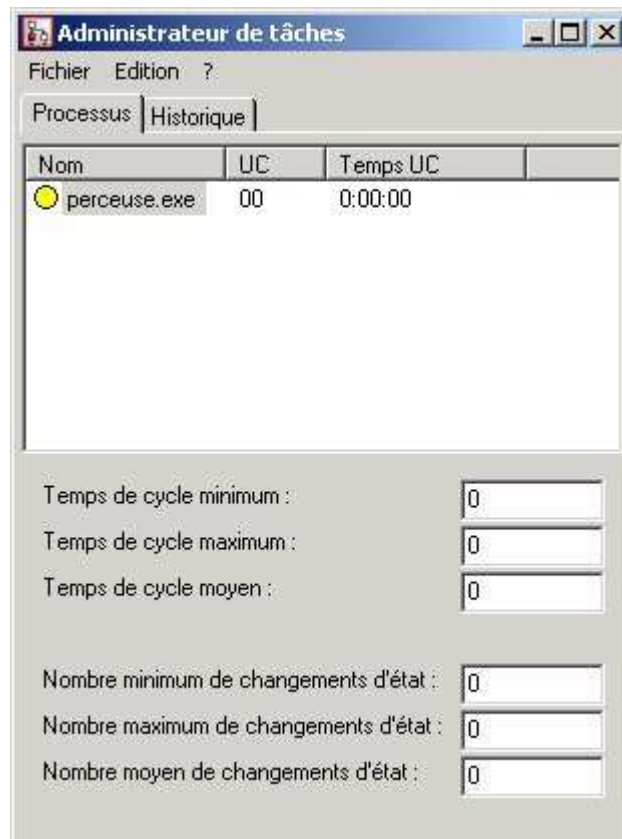 Administrateur de tâches
Fichier Edition ?
Processus Historique
Nom UC Temps UC
perceuse.exe 00 0:00:00
Temps de cycle minimum : 0
Temps de cycle maximum : 0
Temps de cycle moyen : 0
Nombre minimum de changements d'état : 0
Nombre maximum de changements d'état : 0
Nombre moyen de changements d'état : 0